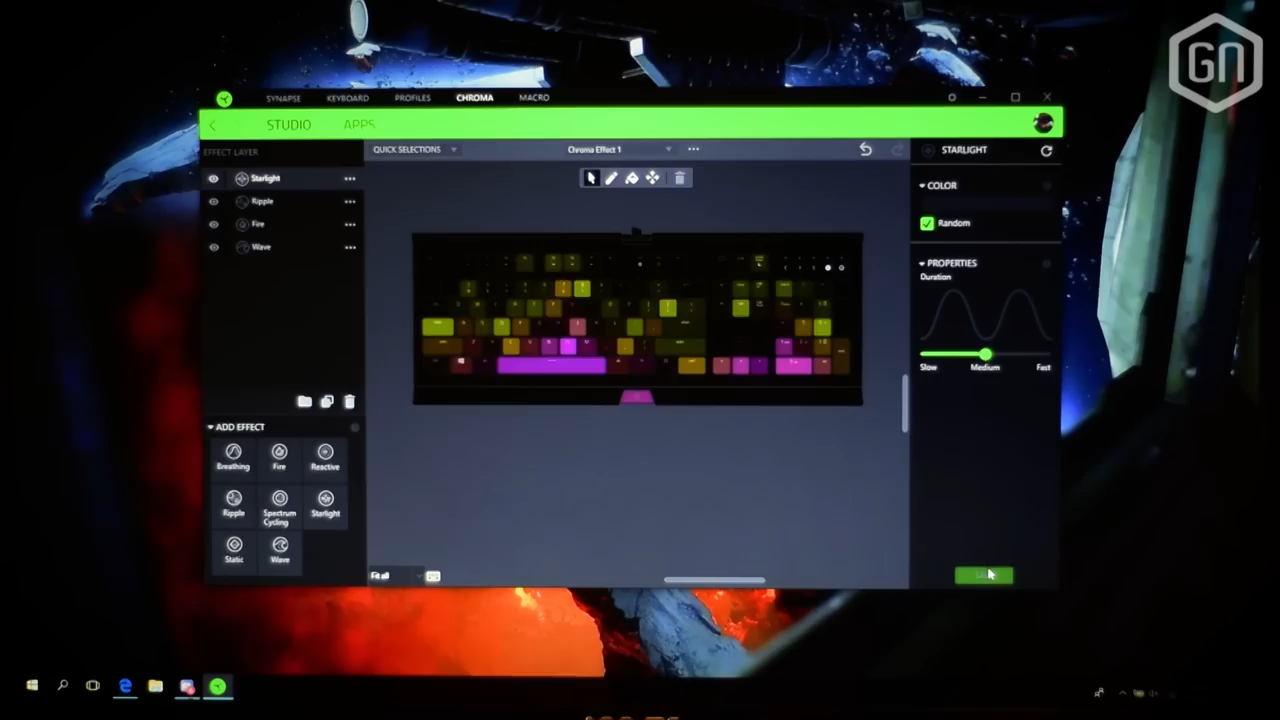 GN
SYNAPSE KEYBOARD PROFILES CHROMA MACRO
STUDIO APPS
EFFECT LAYER
QUICK SELECTIONS
Chroma Effect 1
STARLIGHT
Starlight
Ripple
Fire
Wave
COLOR
Random
PROPERTIES
Duration
Slow Medium Fast
ADD EFFECT
Breathing Fire Reactive
Ripple Spectrum Cycling Starlight
Static Wave
Fit all